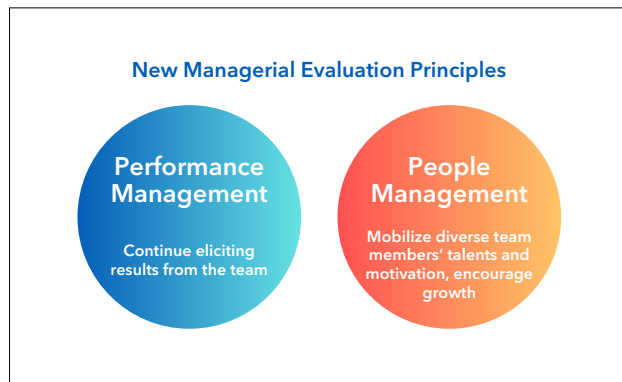 New Managerial Evaluation Principles
Performance
Management
Continue eliciting
results from the team
People
Management
Mobilize diverse team
members’ talents and
motivation, encourage
growth